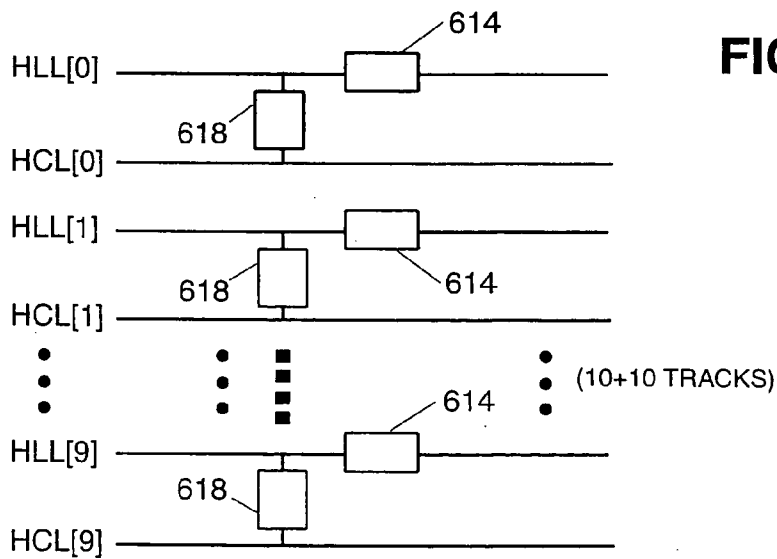 614
FIG
HLL[0]
618
HCL[0]
HLL[1]
618
614
HCL[1]
(10+10 TRACKS)
614
HLL[9]
618
HCL[9]